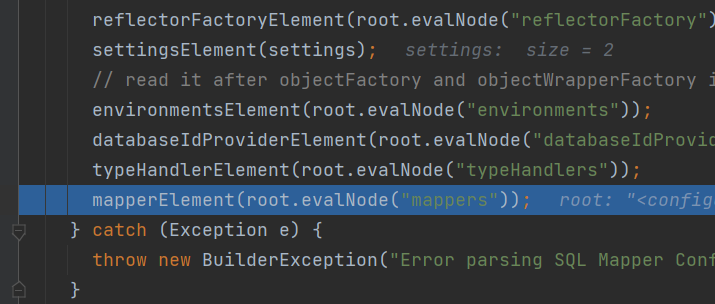 reflectorFactoryElement(root.evalNode("reflectorFactory")
settingsElement(settings); settings: size = 2
// read it after objectFactory and objectWrapperFactory i
environmentsElement(root.evalNode("environments"));
databaseIdProviderElement(root.evalNode("databaseIdProvid
typeHandlerElement(root.evalNode("typeHandlers"));
mapperElement(root.evalNode("mappers")); root: "<config
} catch (Exception e) {
throw new BuilderException("Error parsing SQL Mapper Conf
}